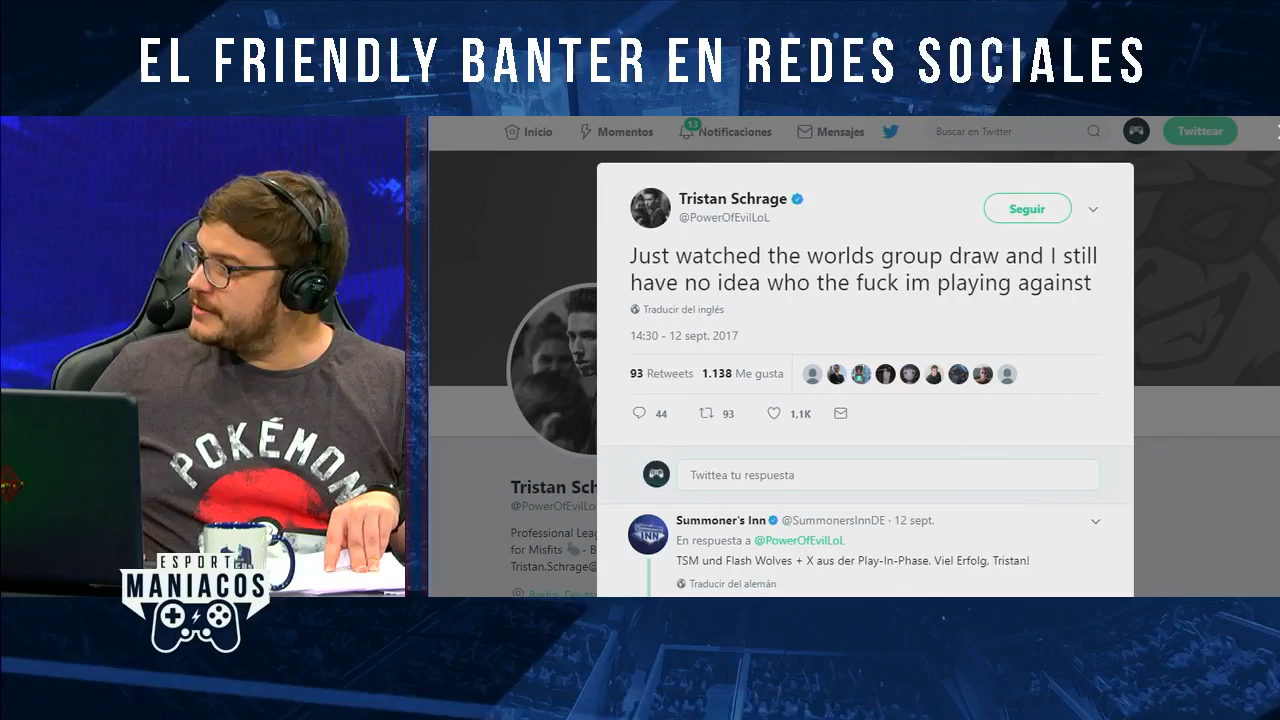 EL FRIENDLY BANTER EN REDES SOCIALES
Inicio Momentos 13 Notificaciones Mensajes Buscar en Twitter Twittear
Tristan Schrage
@PowerOfEvilLoL
Seguir
Just watched the worlds group draw and I still
have no idea who the fuck im playing against
Traducir del inglés
14:30 - 12 sept. 2017
93 Retweets 1.138 Me gusta
44 93 1,1K
Twittea tu respuesta
Summoner's Inn @SummonersInnDE · 12 sept.
En respuesta a @PowerOfEvilLoL
TSM und Flash Wolves + X aus der Play-In-Phase. Viel Erfolg, Tristan!
Traducir del alemán
INN
Tristan Sch
@PowerOfEvilLo
Professional Leag
for Misfits - B
Tristan.Schrage@
POKÉMON
ESPORT
MANIACOS